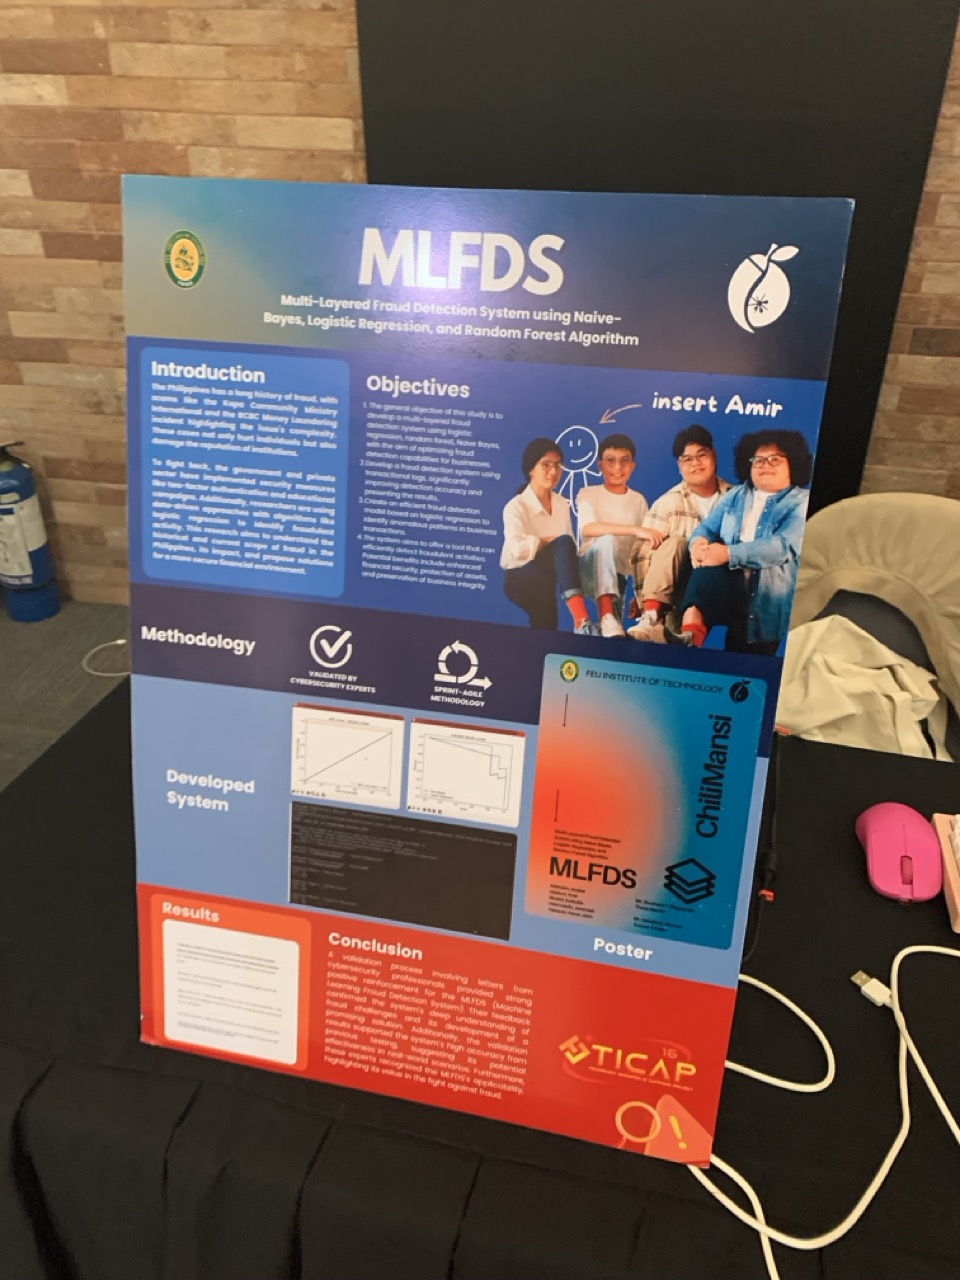 MLFDS
Multi-Layered Fraud Detection System using Naive-
Bayes, Logistic Regression, and Random Forest Algorithm
Introduction
The Philippines has a long history of fraud, with
scams like the Kapa Community Ministry
International and the RCBC Money Laundering
incident highlighting the issue's complexity.
These cases not only hurt individuals but also
damage the reputation of institutions.
To fight back, the government and private
sector have implemented security measures
like two-factor authentication and educational
campaigns. Additionally, researchers are using
data-driven approaches with algorithms like
logistic regression to identify fraudulent
activity. This research aims to understand the
historical and current scope of fraud in the
Philippines, its impact, and propose solutions
for a more secure financial environment.
Objectives
1. The general objective of this study is to
develop a multi-layered fraud
detection system using logistic
regression, random forest, Naive Bayes,
with the aim of optimizing fraud
detection capabilities for businesses.
2. Develop a fraud detection system using
transactional logs, significantly
improving detection accuracy and
presenting the results.
3. Create an efficient fraud detection
model based on logistic regression to
identify anomalous patterns in business
transactions.
4. The system aims to offer a tool that can
efficiently detect fraudulent activities.
Potential benefits include enhanced
financial security, protection of assets,
and preservation of business integrity.
insert Amir
Methodology
VALIDATED BY
CYBERSECURITY EXPERTS
SPRINT-AGILE
METHODOLOGY
Developed
System
FEU INSTITUTE OF TECHNOLOGY
ChiliMansi
Multi-Layered Fraud Detection
System using Naive-Bayes,
Logistic Regression, and
Random Forest Algorithm
MLFDS
Poster
Results
Conclusion
A validation process involving letters from
cybersecurity professionals provided strong
positive reinforcement for the MLFDS (Machine
Learning Fraud Detection System). Their feedback
confirmed the system's deep understanding of
fraud challenges and its development of a
promising solution. Additionally, the validation
results supported the system's high accuracy from
previous testing, suggesting its potential
effectiveness in real-world scenarios. Furthermore,
these experts recognized the MLFDS's applicability,
highlighting its value in the fight against fraud.
TICAP
16